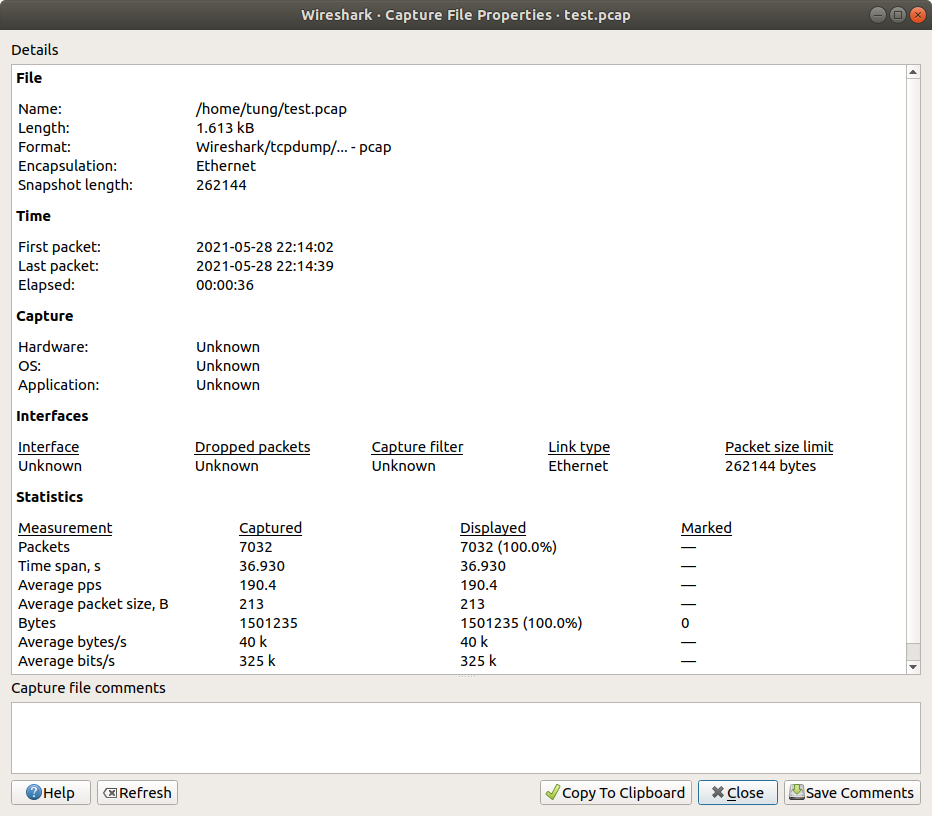 Wireshark · Capture File Properties · test.pcap
Details
File
Name: /home/tung/test.pcap
Length: 1.613 kB
Format: Wireshark/tcpdump/... - pcap
Encapsulation: Ethernet
Snapshot length: 262144
Time
First packet: 2021-05-28 22:14:02
Last packet: 2021-05-28 22:14:39
Elapsed: 00:00:36
Capture
Hardware: Unknown
OS: Unknown
Application: Unknown
Interfaces
Interface Dropped packets Capture filter Link type Packet size limit
Unknown Unknown Unknown Ethernet 262144 bytes
Statistics
Measurement Captured Displayed Marked
Packets 7032 7032 (100.0%) —
Time span, s 36.930 36.930 —
Average pps 190.4 190.4 —
Average packet size, B 213 213 —
Bytes 1501235 1501235 (100.0%) 0
Average bytes/s 40 k 40 k —
Average bits/s 325 k 325 k —
Capture file comments
Help Refresh Copy To Clipboard Close Save Comments